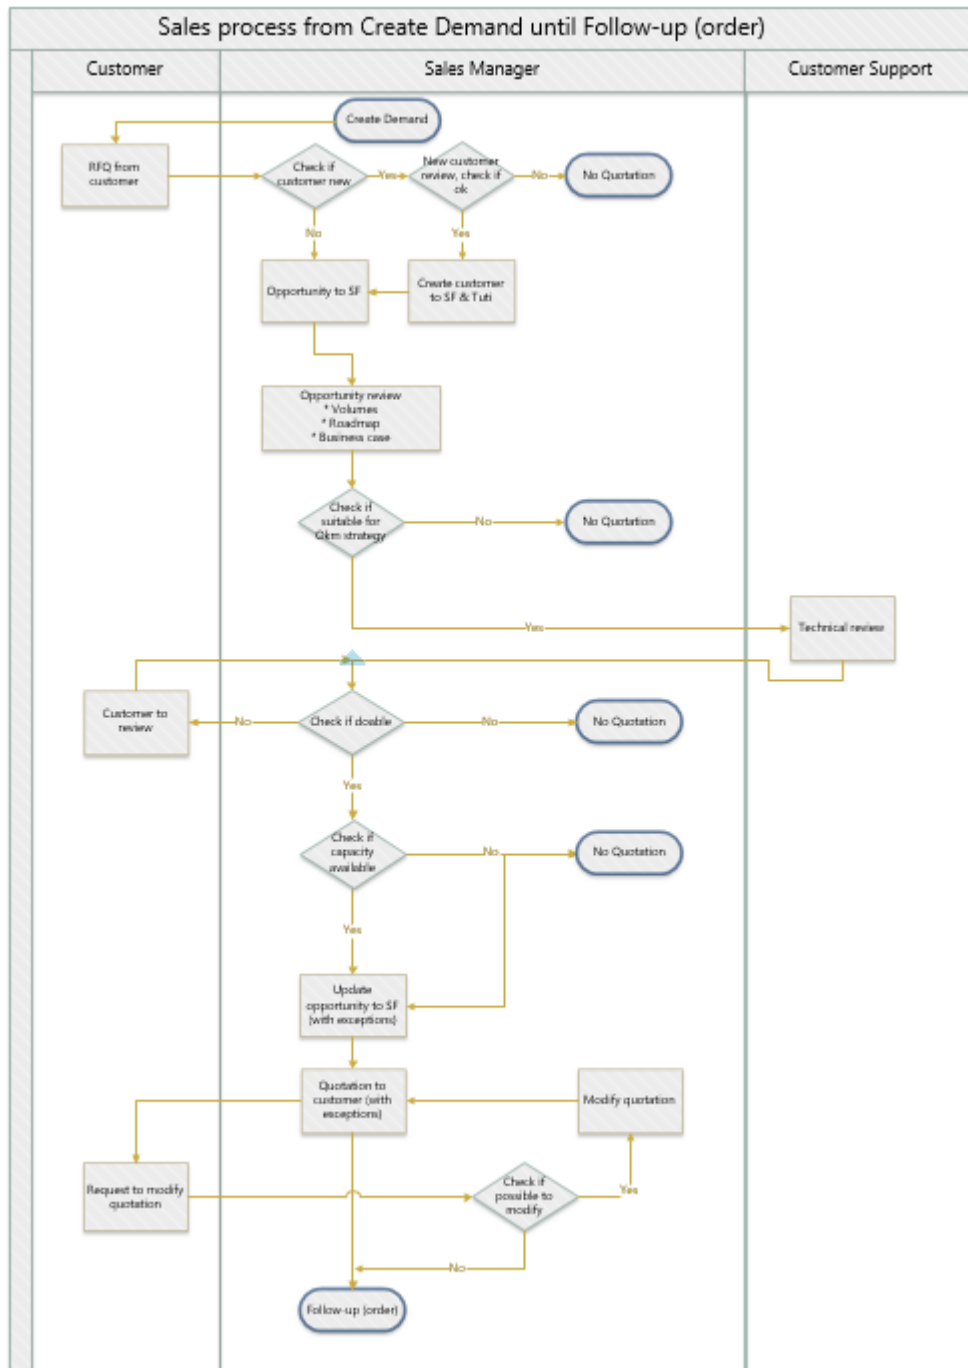 Sales process from Create Demand until Follow-up (order)
Customer
Sales Manager
Customer Support
Create Demand
RFQ from
customer
Check if
customer new
Yes
New customer
review, check if
ok
No
No Quotation
No
Yes
Opportunity to SF
Create customer
to SF & Tuti
Opportunity review
* Volumes
* Roadmap
* Business case
Check if
suitable for
Qkm strategy
No
No Quotation
Yes
Technical review
Customer to
review
No
Check if doable
No
No Quotation
Yes
Check if
capacity
available
No
No Quotation
Yes
Update
opportunity to SF
(with exceptions)
Quotation to
customer (with
exceptions)
Modify quotation
Request to modify
quotation
Check if
possible to
modify
Yes
No
Follow-up (order)